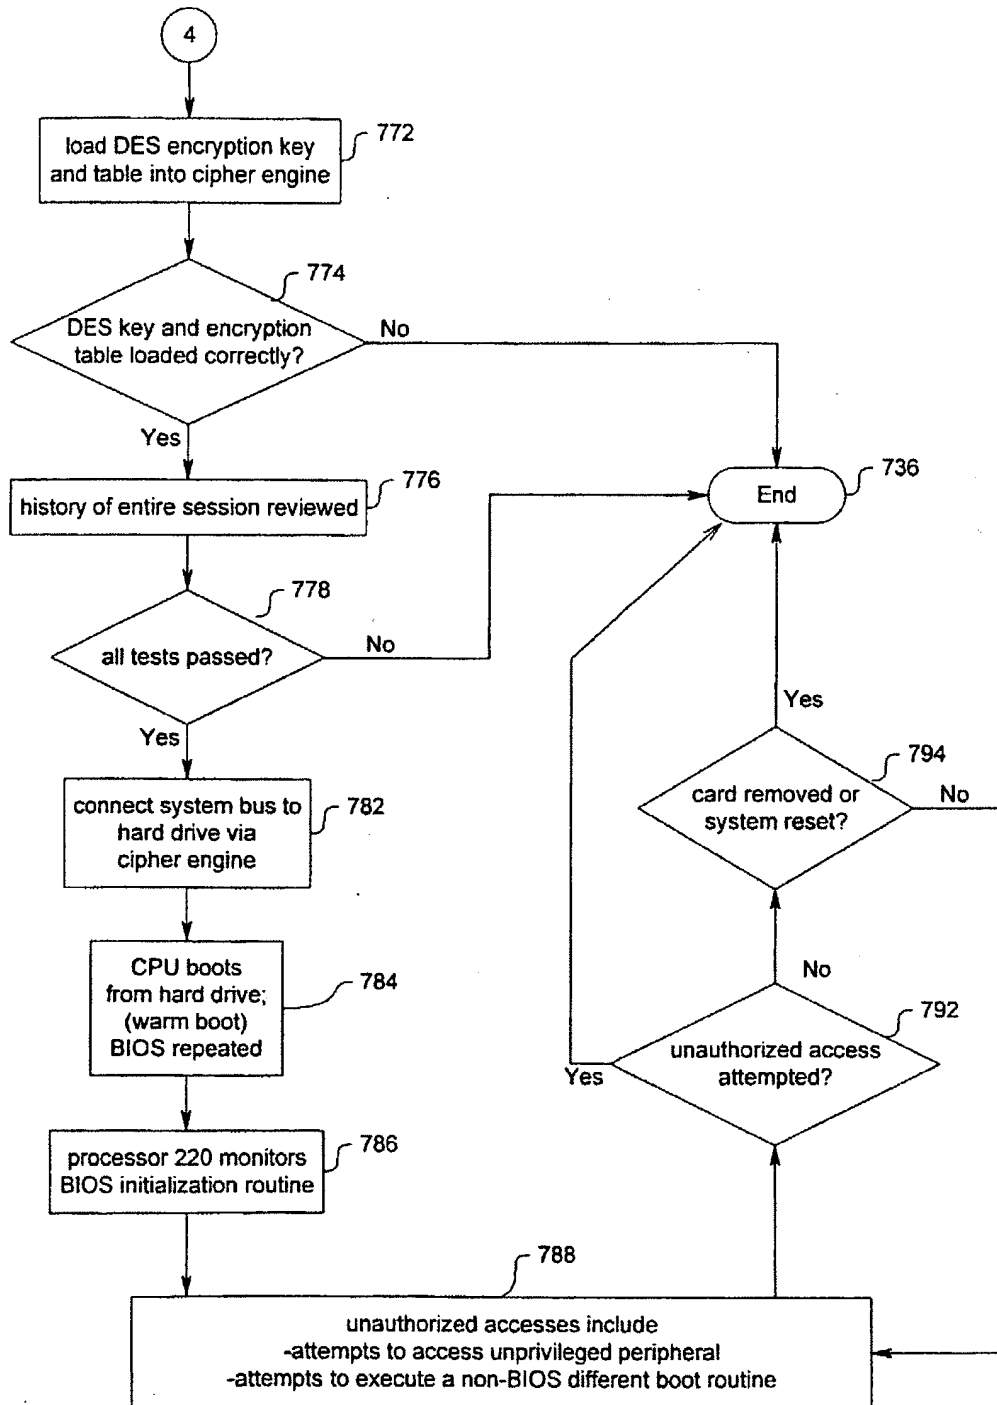 4
load DES encryption key
and table into cipher engine
772
DES key and encryption
table loaded correctly?
774
No
Yes
history of entire session reviewed
776
End
736
all tests passed?
778
No
Yes
connect system bus to
hard drive via
cipher engine
782
CPU boots
from hard drive;
(warm boot)
BIOS repeated
784
processor 220 monitors
BIOS initialization routine
786
788
unauthorized accesses include
-attempts to access unprivileged peripheral
-attempts to execute a non-BIOS different boot routine
unauthorized access
attempted?
792
Yes
No
card removed or
system reset?
794
No
Yes